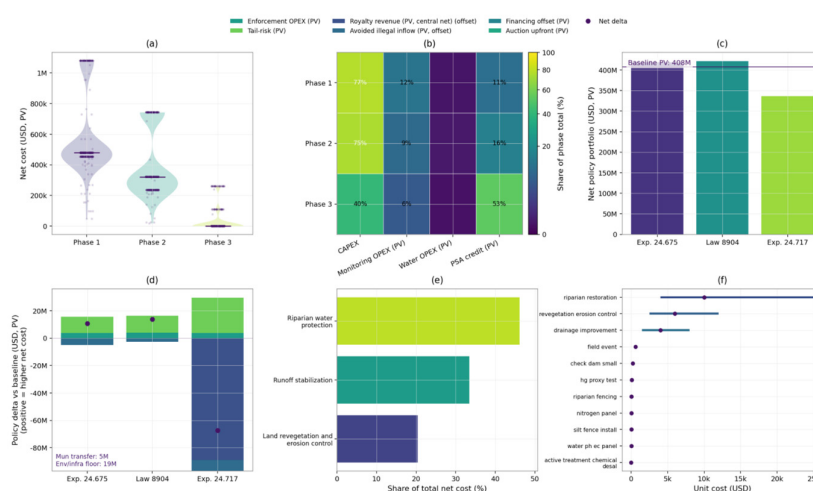 Enforcement OPEX (PV)
Tail-risk (PV)
Royalty revenue (PV, central net) (offset)
Avoided illegal inflow (PV, offset)
Financing offset (PV)
Auction upfront (PV)
Net delta
(a)
Net cost (USD, PV)
1M
800k
600k
400k
200k
0
Phase 1
Phase 2
Phase 3
(b)
Phase 1
Phase 2
Phase 3
77%
12%
11%
9%
16%
40%
6%
53%
CAPEX
Monitoring OPEX (PV)
Water OPEX (PV)
PSA credit (PV)
100
80
60
40
20
0
Share of phase total (%)
(c)
Net policy portfolio (USD, PV)
Baseline PV: 408M
400M
350M
300M
250M
200M
150M
100M
50M
0
Exp. 24.675
Law 8904
Exp. 24.717
(d)
Policy delta vs baseline (USD, PV)
(positive = higher net cost)
20M
0
-20M
-40M
-60M
-80M
Mun transfer: 5M
Env/infra floor: 19M
Exp. 24.675
Law 8904
Exp. 24.717
(e)
Riparian water
protection
Runoff stabilization
Land revegetation and
erosion control
0
10
20
30
40
50
Share of total net cost (%)
(f)
riparian restoration
revegetation erosion control
drainage improvement
field event
check dam small
hg proxy test
riparian fencing
nitrogen panel
silt fence install
water ph ec panel
active treatment chemical
desal
0
5k
10k
15k
20k
Unit cost (USD)